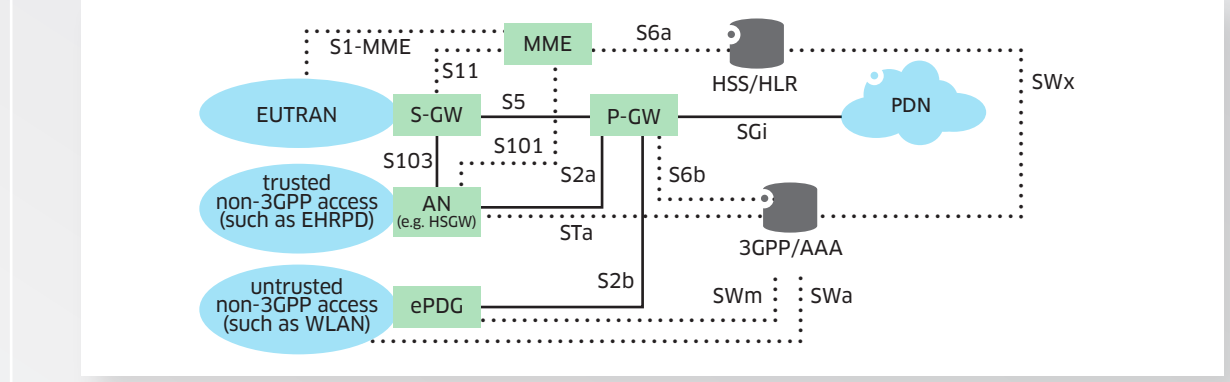 S1-MME
MME
S6a
HSS/HLR
SWx
S11
EUTRAN
S-GW
S5
P-GW
SGi
PDN
S103
S101
S2a
S6b
trusted
non-3GPP access
(such as EHRPD)
AN
(e.g. HSGW)
STa
3GPP/AAA
untrusted
non-3GPP access
(such as WLAN)
ePDG
S2b
SWm
SWa